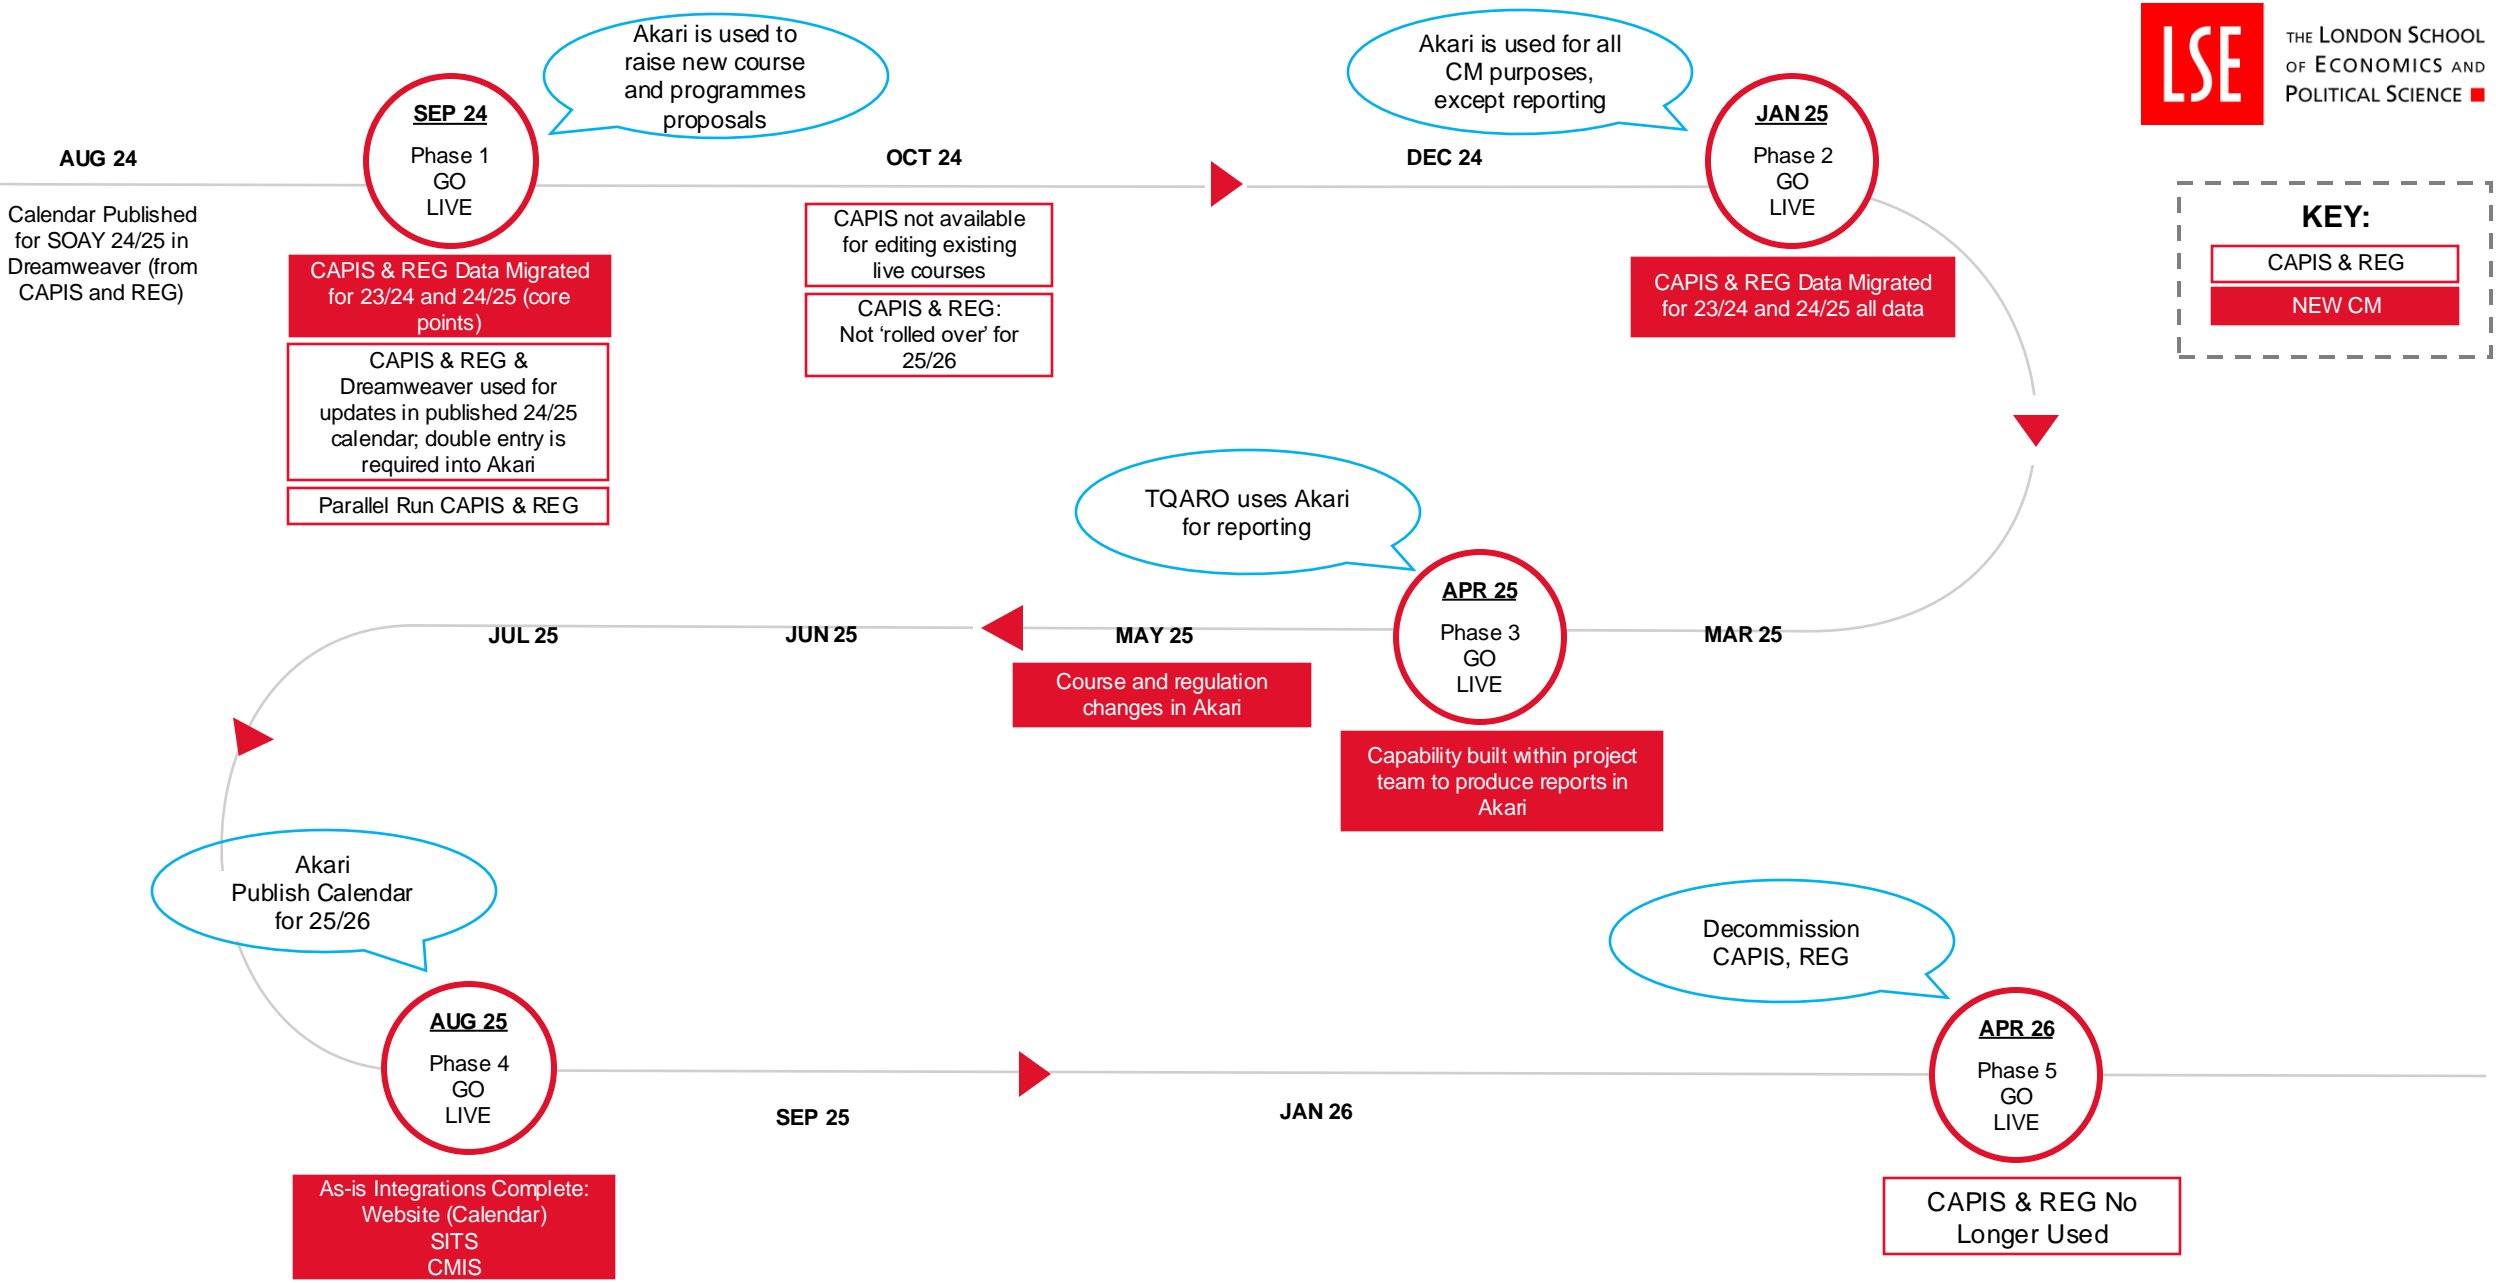 Akari is used to
raise new course
and programmes
proposals
Akari is used for all
CM purposes,
except reporting
LSE
THE LONDON SCHOOL
OF ECONOMICS AND
POLITICAL SCIENCE
AUG 24
Calendar Published
for SOAY 24/25 in
Dreamweaver (from
CAPIS and REG)
SEP 24
Phase 1
GO
LIVE
CAPIS & REG Data Migrated
for 23/24 and 24/25 (core
points)
CAPIS & REG &
Dreamweaver used for
updates in published 24/25
calendar; double entry is
required into Akari
Parallel Run CAPIS & REG
OCT 24
CAPIS not available
for editing existing
live courses
CAPIS & REG:
Not ‘rolled over’ for
25/26
DEC 24
JAN 25
Phase 2
GO
LIVE
CAPIS & REG Data Migrated
for 23/24 and 24/25 all data
KEY:
CAPIS & REG
NEW CM
TQARO uses Akari
for reporting
MAR 25
APR 25
Phase 3
GO
LIVE
Capability built within project
team to produce reports in
Akari
MAY 25
Course and regulation
changes in Akari
JUN 25
JUL 25
Akari
Publish Calendar
for 25/26
AUG 25
Phase 4
GO
LIVE
As-is Integrations Complete:
Website (Calendar)
SITS
CMIS
SEP 25
JAN 26
Decommission
CAPIS, REG
APR 26
Phase 5
GO
LIVE
CAPIS & REG No
Longer Used